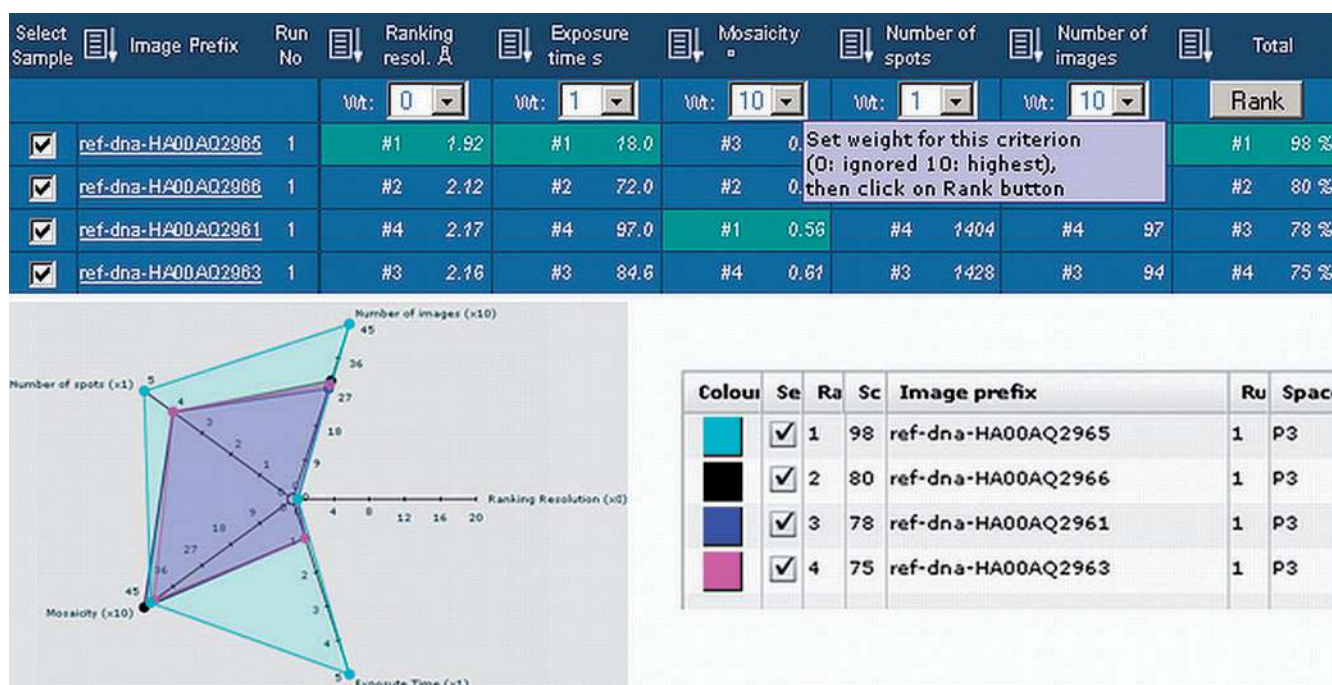 Select Sample Image Prefix Run No Ranking resol. Å Exposure time s Mosaicity ° Number of spots Number of images Total
Wt: 0 Wt: 1 Wt: 10 Wt: 1 Wt: 10 Rank
ref-dna-HA00AQ2965 1 #1 1.92 #1 18.0 #3 0. #1 98 %
Set weight for this criterion
(0: ignored 10: highest),
then click on Rank button
ref-dna-HA00AQ2966 1 #2 2.12 #2 72.0 #2 0. #2 80 %
ref-dna-HA00AQ2961 1 #4 2.17 #4 97.0 #1 0.56 #4 1404 #4 97 #3 78 %
ref-dna-HA00AQ2963 1 #3 2.16 #3 84.6 #4 0.61 #3 1428 #3 94 #4 75 %
Number of images (x10)
45
36
27
18
9
Number of spots (x1)
5
4
3
2
1
Ranking Resolution (x0)
4 8 12 16 20
Mosaicity (x10)
45
36
27
18
9
1
2
3
4
5
Exposute Time (x1)
Colour Se Ra Sc Image prefix Ru Spac
1 98 ref-dna-HA00AQ2965 1 P3
2 80 ref-dna-HA00AQ2966 1 P3
3 78 ref-dna-HA00AQ2961 1 P3
4 75 ref-dna-HA00AQ2963 1 P3